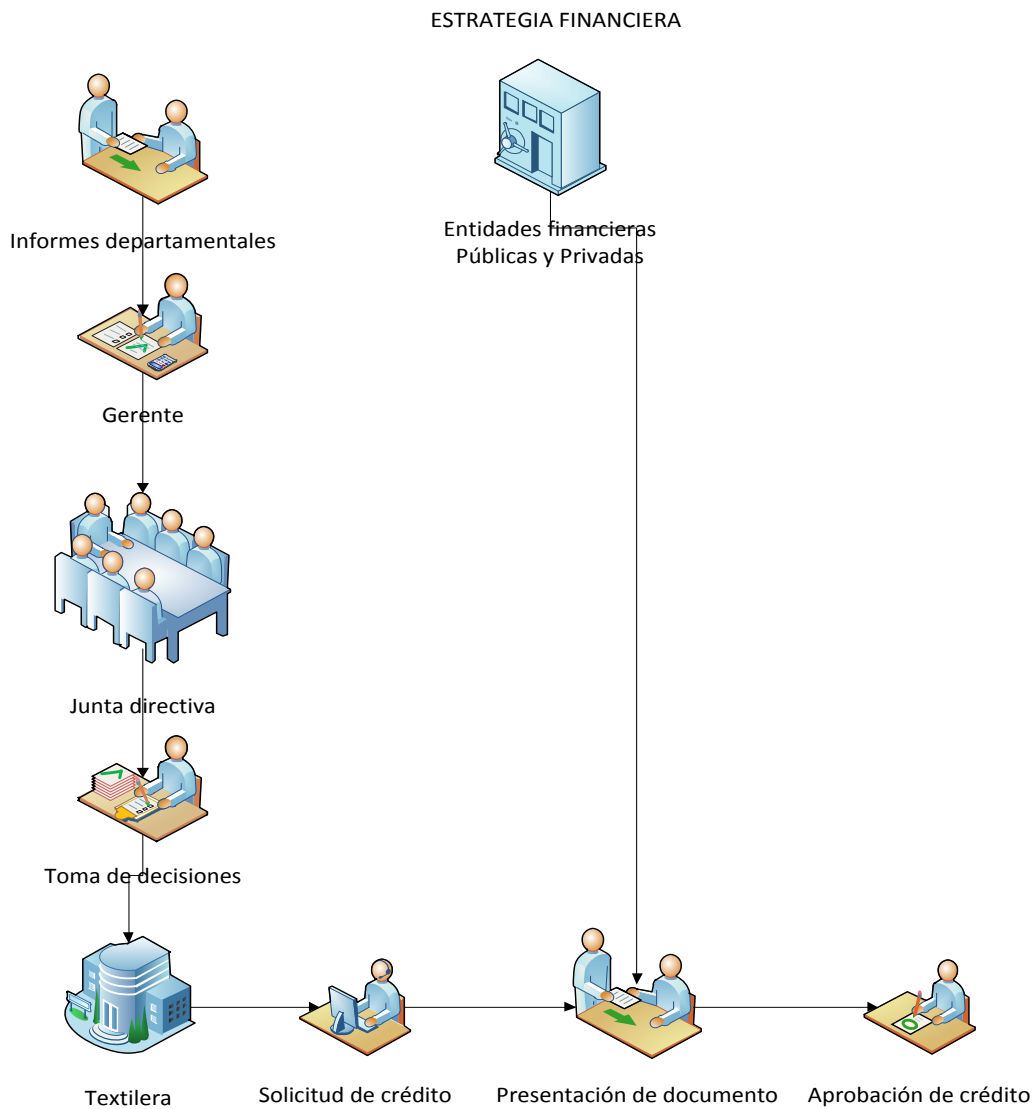 ESTRATEGIA FINANCIERA
Informes departamentales
Entidades financieras
Públicas y Privadas
Gerente
Junta directiva
Toma de decisiones
Textilera
Solicitud de crédito
Presentación de documento
Aprobación de crédito